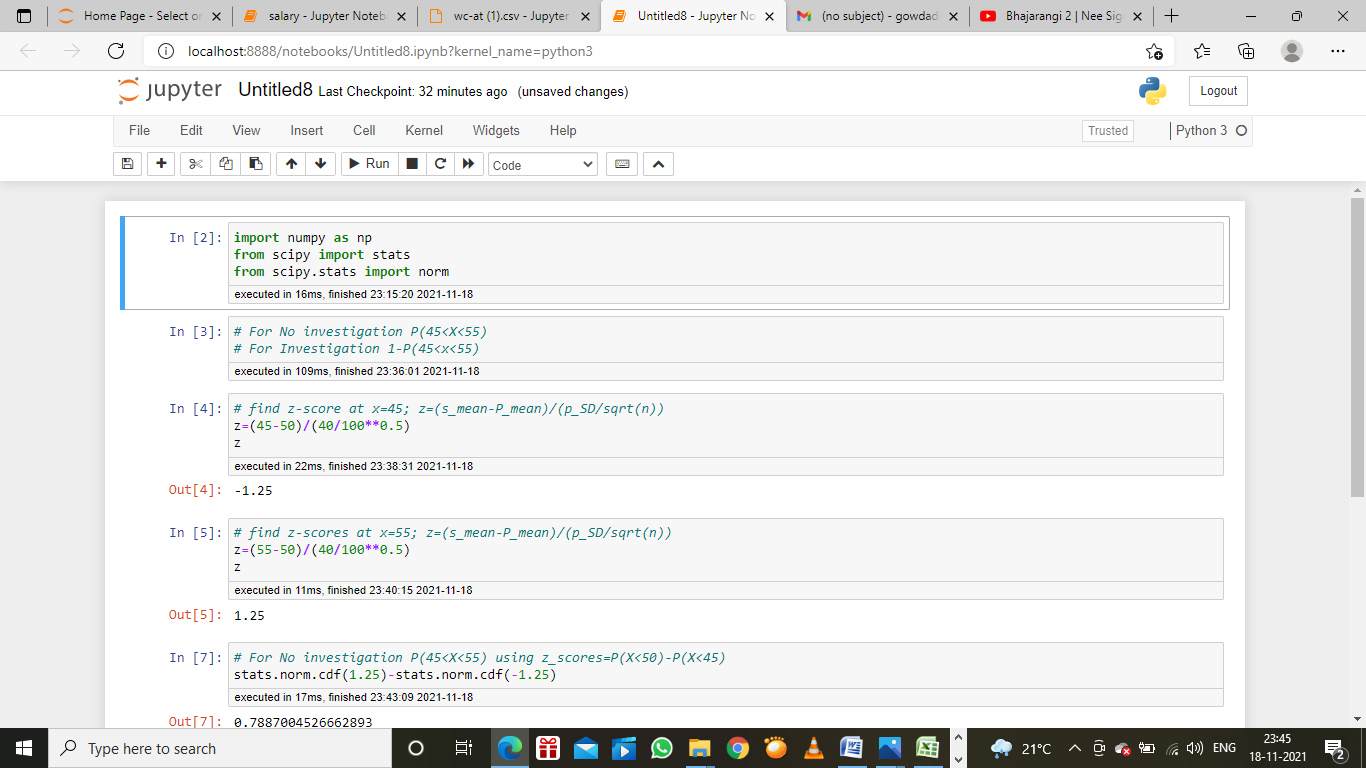 Home Page - Select or
salary - Jupyter Noteb
wc-at (1).csv - Jupyter
Untitled8 - Jupyter No
(no subject) - gowdad
Bhajarangi 2 | Nee Sig
localhost:8888/notebooks/Untitled8.ipynb?kernel_name=python3
jupyter Untitled8 Last Checkpoint: 32 minutes ago (unsaved changes)
Logout
File Edit View Insert Cell Kernel Widgets Help
Trusted
Python 3
Run
Code
In [2]: import numpy as np
from scipy import stats
from scipy.stats import norm
executed in 16ms, finished 23:15:20 2021-11-18
In [3]: # For No investigation P(45<X<55)
# For Investigation 1-P(45<x<55)
executed in 109ms, finished 23:36:01 2021-11-18
In [4]: # find z-score at x=45; z=(s_mean-P_mean)/(p_SD/sqrt(n))
z=(45-50)/(40/100**0.5)
z
executed in 22ms, finished 23:38:31 2021-11-18
Out[4]: -1.25
In [5]: # find z-scores at x=55; z=(s_mean-P_mean)/(p_SD/sqrt(n))
z=(55-50)/(40/100**0.5)
z
executed in 11ms, finished 23:40:15 2021-11-18
Out[5]: 1.25
In [7]: # For No investigation P(45<X<55) using z_scores=P(X<50)-P(X<45)
stats.norm.cdf(1.25)-stats.norm.cdf(-1.25)
executed in 17ms, finished 23:43:09 2021-11-18
Out[7]: 0.7887004526662893
Type here to search
21°C
ENG
23:45
18-11-2021
2